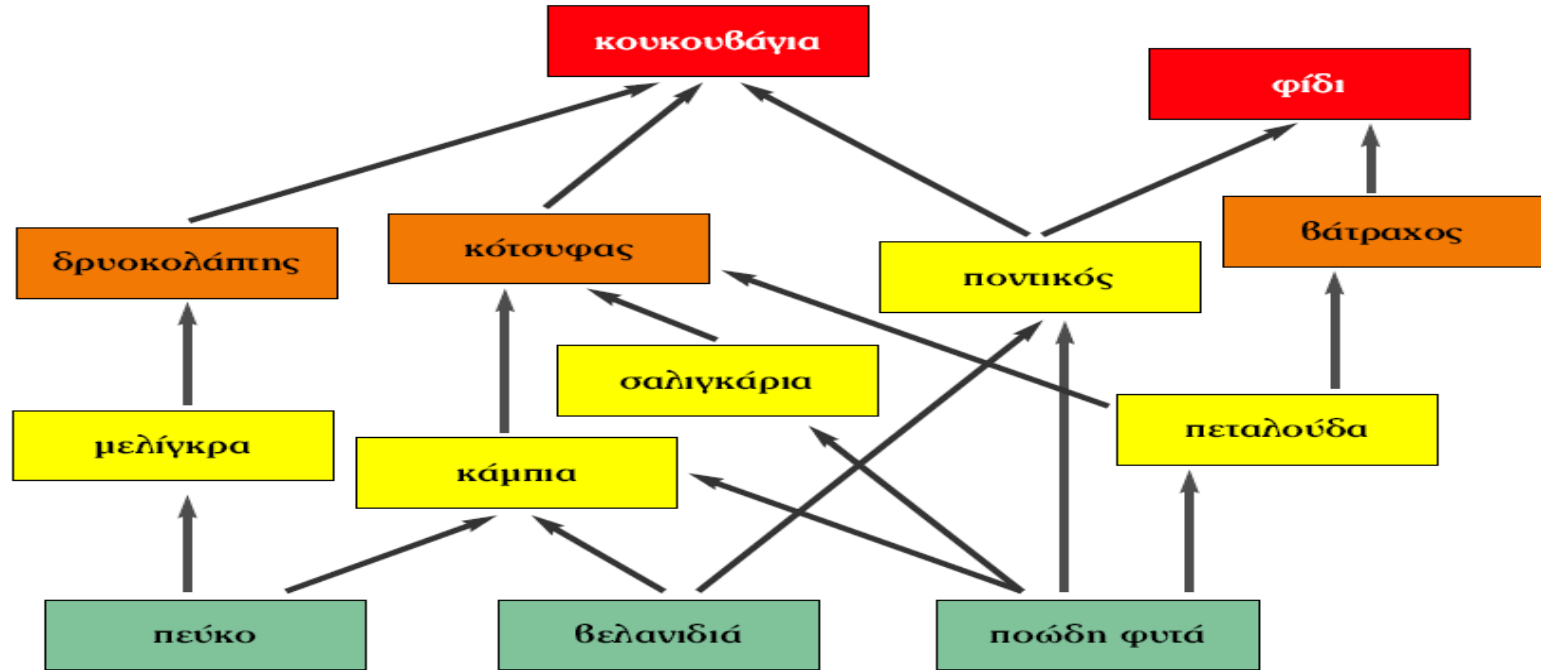 κουκουβάγια
φίδι
δρυοκολάπτης
κότσυφας
ποντικός
βάτραχος
μελίγκρα
κάμπια
σαλιγκάρια
πεταλούδα
πεύκο
βελανιδιά
ποώδη φυτά